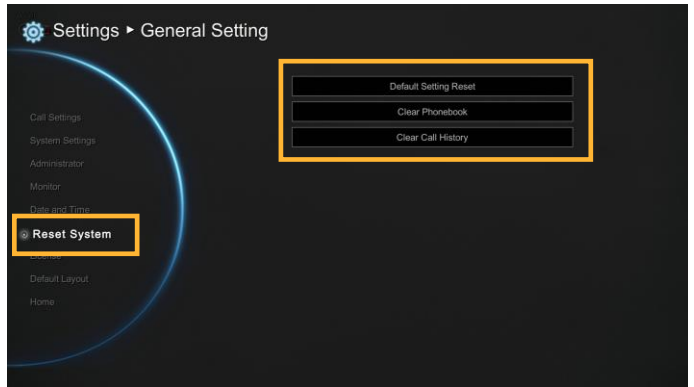 Settings ▸ General Setting
Default Setting Reset
Clear Phonebook
Clear Call History
Call Settings
System Settings
Administrator
Monitor
Date and Time
Reset System
License
Default Layout
Home